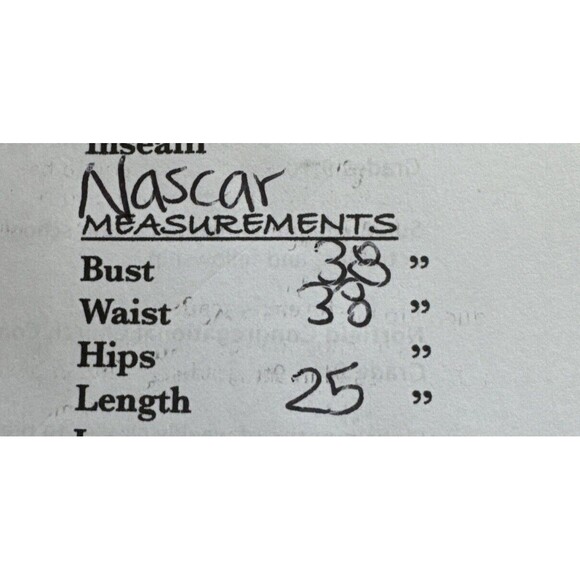 Inseam
Nascar
MEASUREMENTS
Bust 38 ”
Waist 38 ”
Hips ”
Length 25 ”